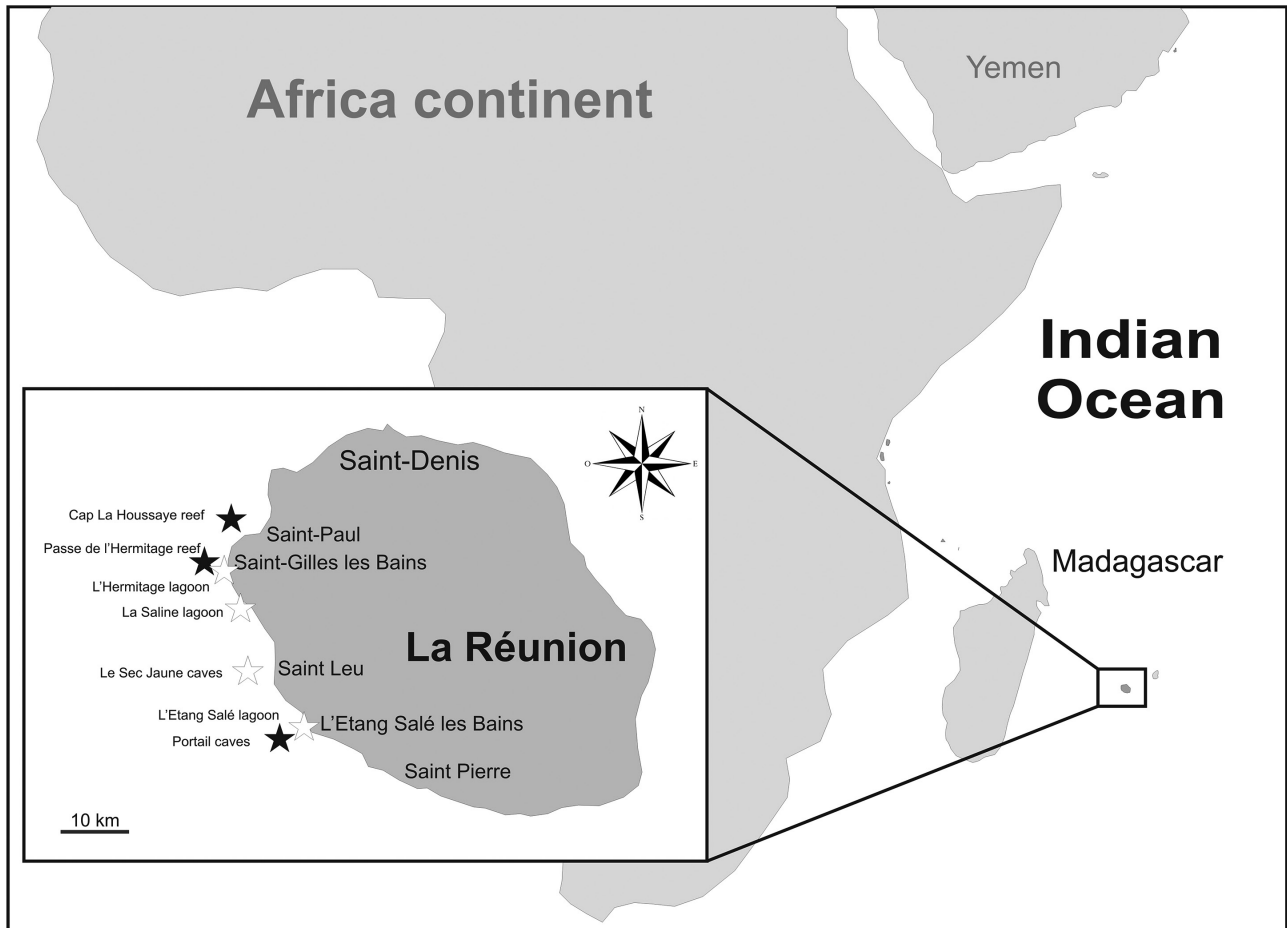 Africa continent
Yemen
Indian
Ocean
Madagascar
N
O
E
S
Saint-Denis
Cap La Houssaye reef
Saint-Paul
Passe de l'Hermitage reef
Saint-Gilles les Bains
L'Hermitage lagoon
La Saline lagoon
La Réunion
Le Sec Jaune caves
Saint Leu
L'Etang Salé lagoon
L'Etang Salé les Bains
Portail caves
Saint Pierre
10 km